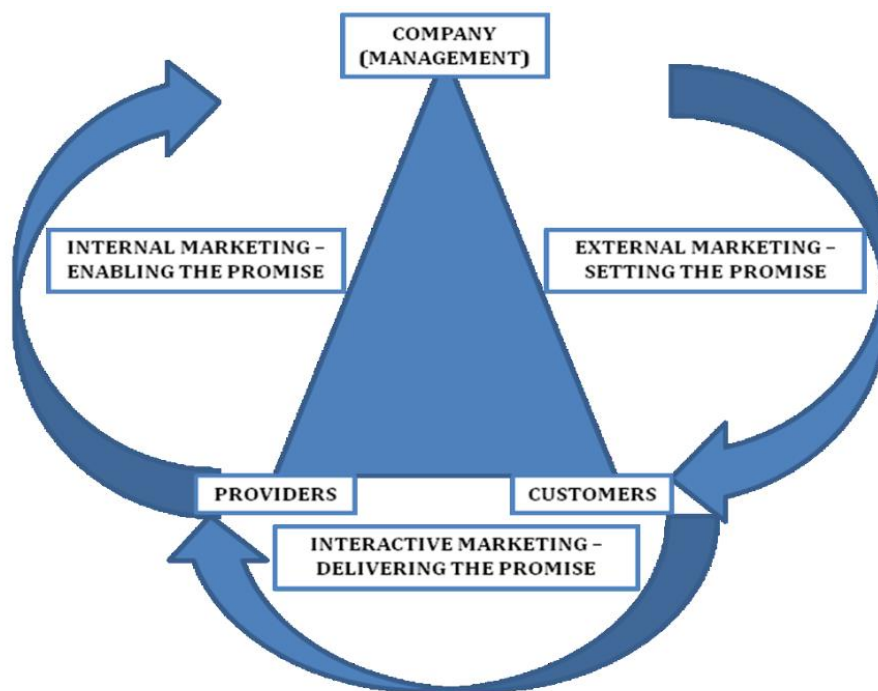 COMPANY
(MANAGEMENT)
INTERNAL MARKETING –
ENABLING THE PROMISE
EXTERNAL MARKETING –
SETTING THE PROMISE
PROVIDERS
CUSTOMERS
INTERACTIVE MARKETING –
DELIVERING THE PROMISE